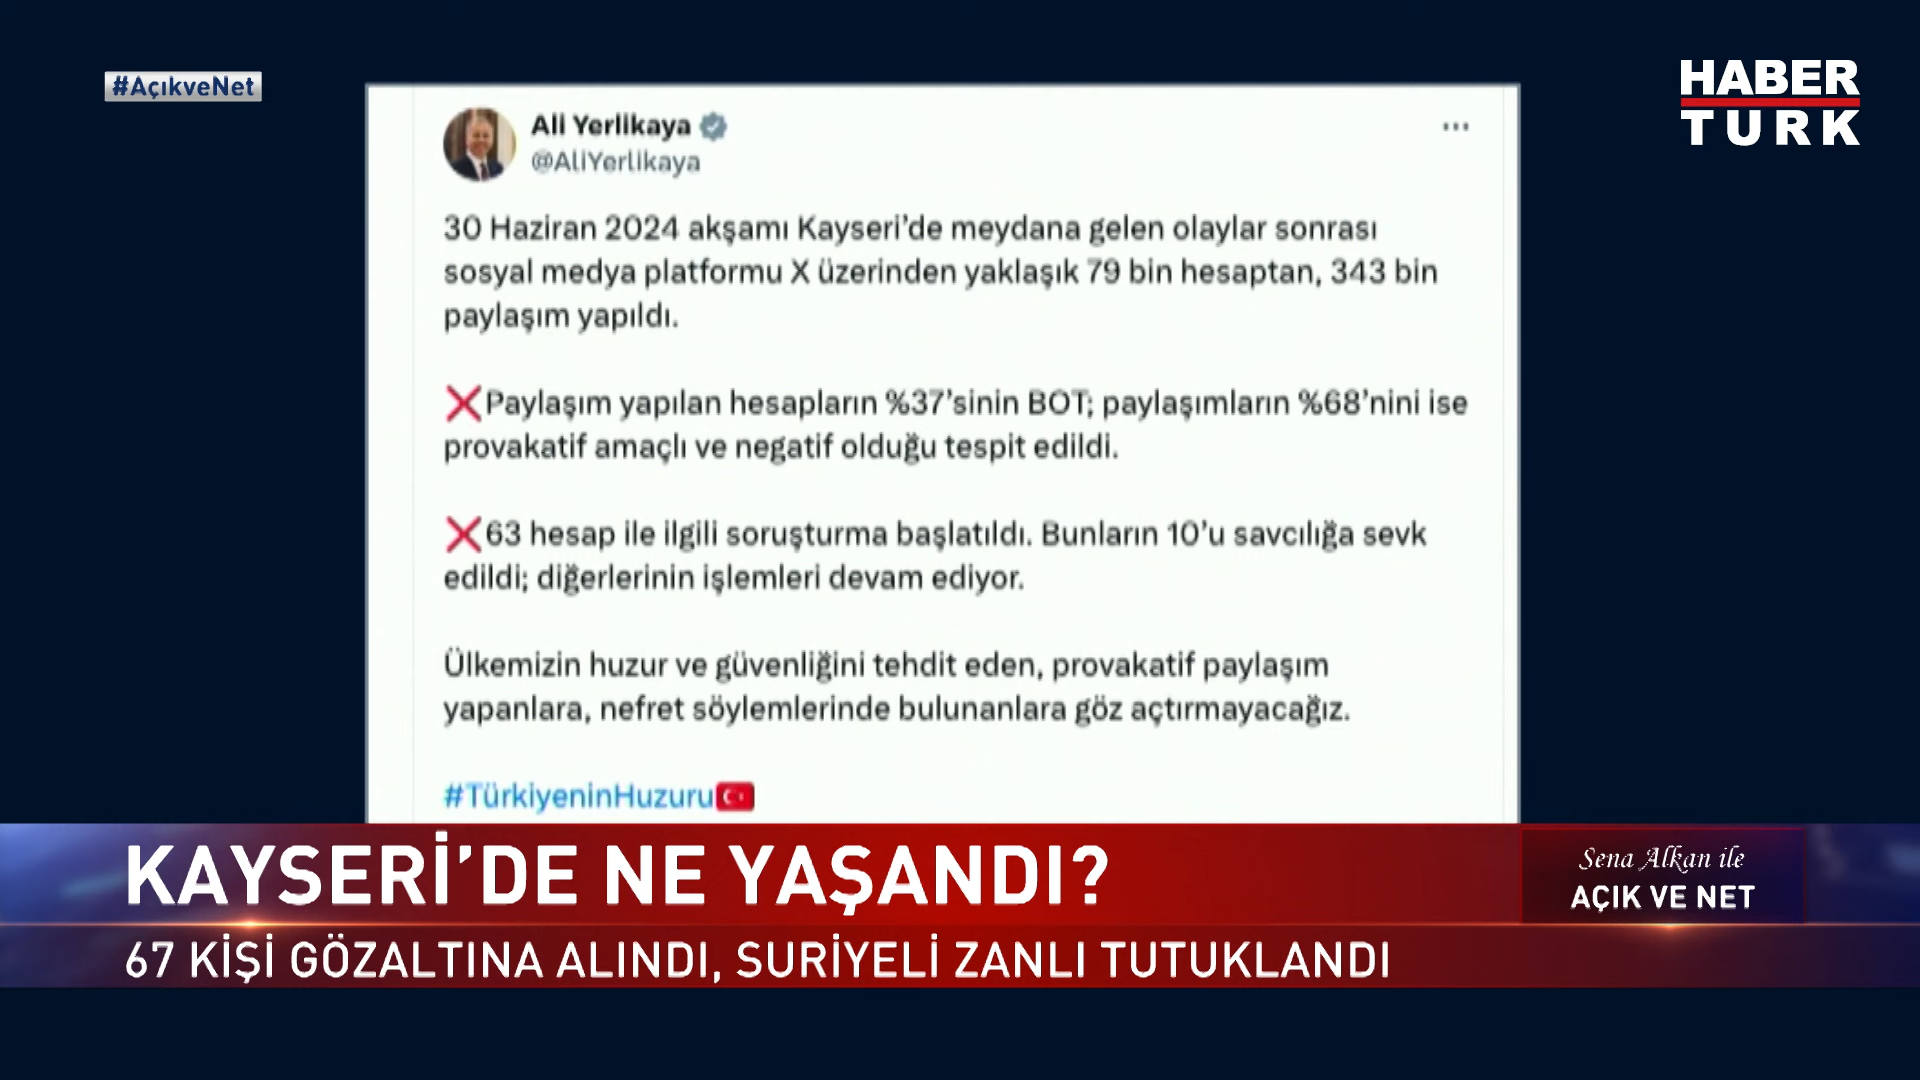 #AçıkveNet
HABER
TURK
Ali Yerlikaya
@AliYerlikaya
30 Haziran 2024 akşamı Kayseri’de meydana gelen olaylar sonrası
sosyal medya platformu X üzerinden yaklaşık 79 bin hesaptan, 343 bin
paylaşım yapıldı.
❌Paylaşım yapılan hesapların %37’sinin BOT; paylaşımların %68’nini ise
provakatif amaçlı ve negatif olduğu tespit edildi.
❌63 hesap ile ilgili soruşturma başlatıldı. Bunların 10’u savcılığa sevk
edildi; diğerlerinin işlemleri devam ediyor.
Ülkemizin huzur ve güvenliğini tehdit eden, provakatif paylaşım
yapanlara, nefret söylemlerinde bulunanlara göz açtırmayacağız.
#TürkiyeninHuzuru🇹🇷
KAYSERİ’DE NE YAŞANDI?
67 KİŞİ GÖZALTINA ALINDI, SURİYELİ ZANLI TUTUKLANDI
Sena Alkan ile
AÇIK VE NET